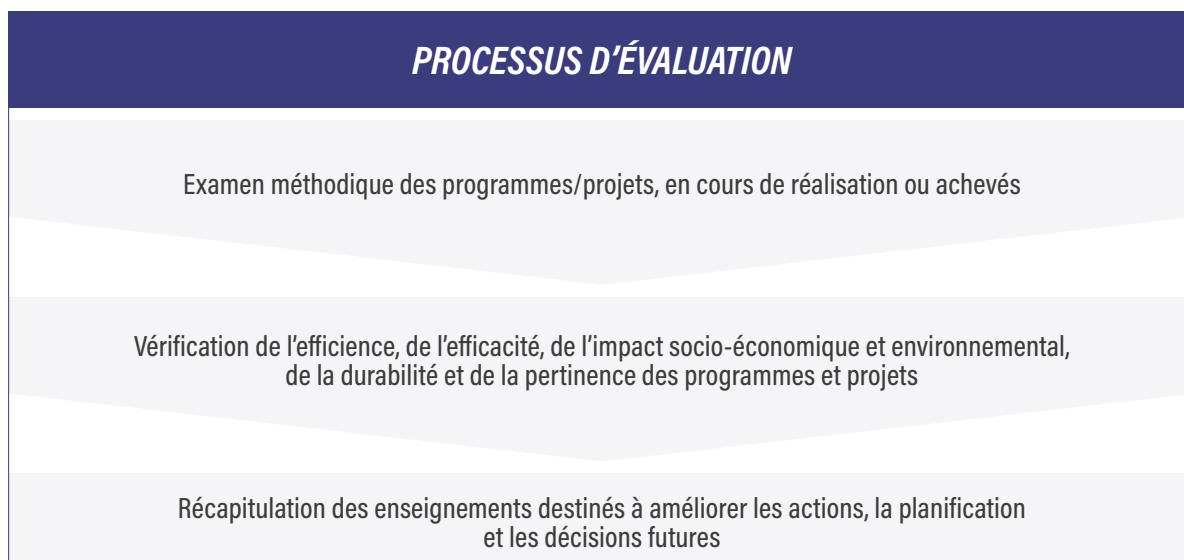 PROCESSUS D’ÉVALUATION
Examen méthodique des programmes/projets, en cours de réalisation ou achevés
Vérification de l’efficience, de l’efficacité, de l’impact socio-économique et environnemental,
de la durabilité et de la pertinence des programmes et projets
Récapitulation des enseignements destinés à améliorer les actions, la planification
et les décisions futures